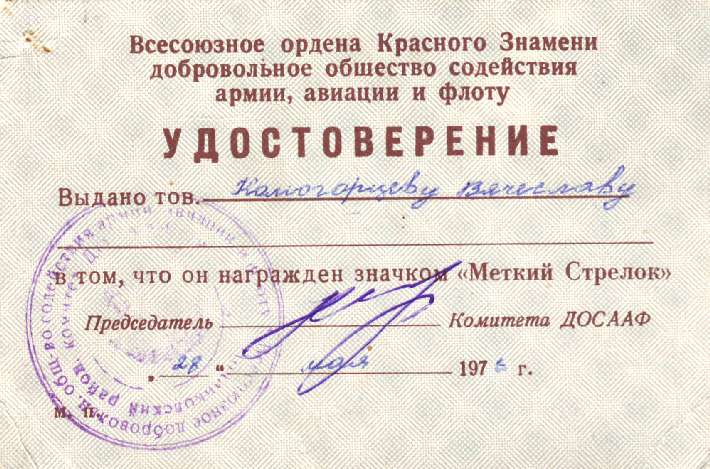 Всесоюзное ордена Красного Знамени
добровольное общество содействия
армии, авиации и флоту
УДОСТОВЕРЕНИЕ
Выдано тов. Коногорцеву Вячеславу
в том, что он награжден значком «Меткий Стрелок»
Председатель Комитета ДОСААФ
„28“ мая 197 г.
м. п.